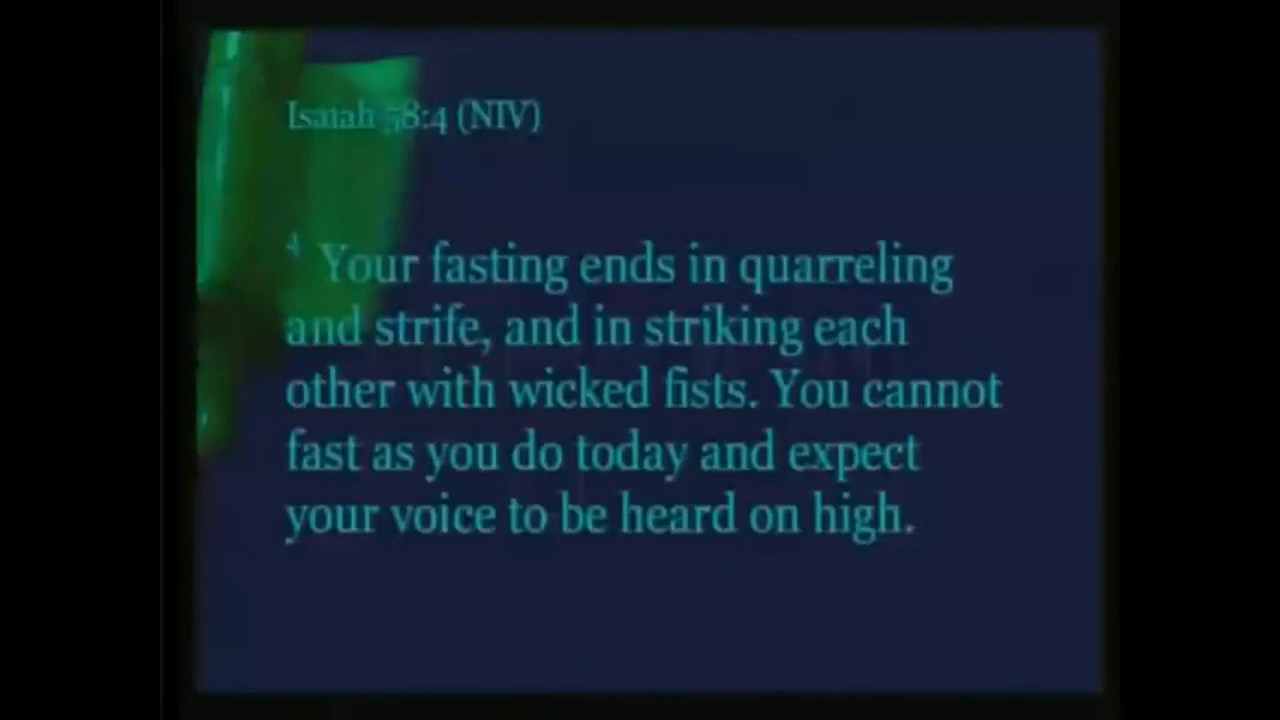 Isaiah 58:4 (NIV)
4 Your fasting ends in quarreling
and strife, and in striking each
other with wicked fists. You cannot
fast as you do today and expect
your voice to be heard on high.